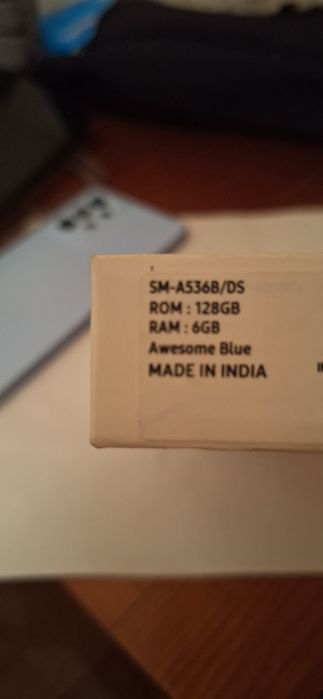 SM-A536B/DS
ROM : 128GB
RAM : 6GB
Awesome Blue
MADE IN INDIA